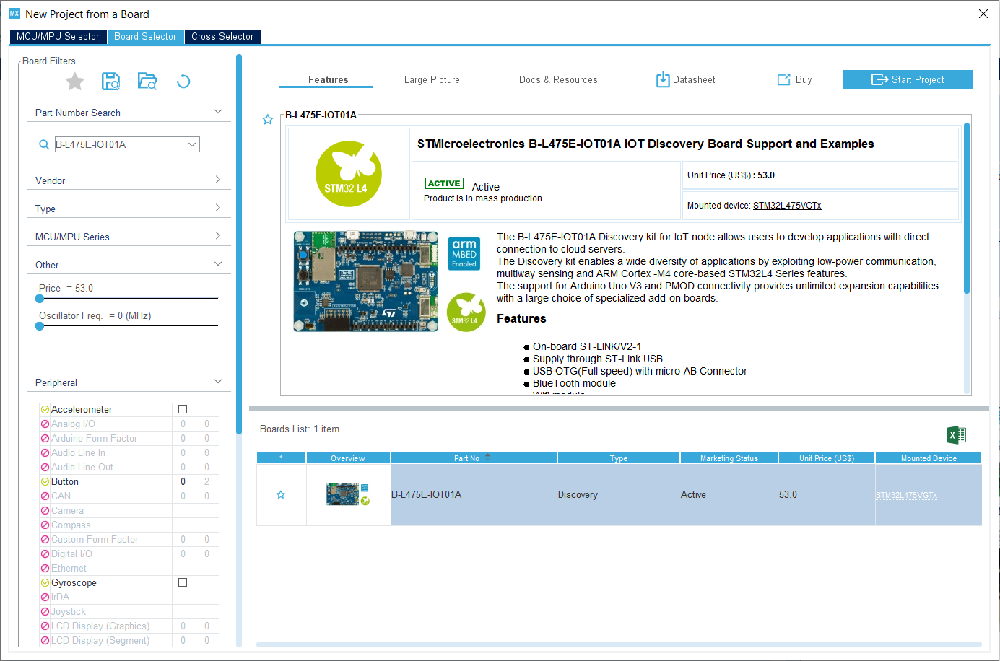 MX New Project from a Board
MCU/MPU Selector Board Selector Cross Selector
Board Filters
Part Number Search
B-L475E-IOT01A
Vendor
Type
MCU/MPU Series
Other
Price = 53.0
Oscillator Freq. = 0 (MHz)
Peripheral
Accelerometer
Analog I/O 0 0
Arduino Form Factor 0 0
Audio Line In 0 0
Audio Line Out 0 0
Button 0 2
CAN 0 0
Camera
Compass
Custom Form Factor 0 0
Digital I/O 0 0
Ethernet
Gyroscope
IrDA
Joystick
LCD Display (Graphics) 0 0
LCD Display (Segment) 0 0
Features Large Picture Docs & Resources Datasheet Buy Start Project
B-L475E-IOT01A
STM32 L4
STMicroelectronics B-L475E-IOT01A IOT Discovery Board Support and Examples
ACTIVE Active
Product is in mass production
Unit Price (US$) : 53.0
Mounted device: STM32L475VGTx
arm
MBED
Enabled
STM32 L4
The B-L475E-IOT01A Discovery kit for IoT node allows users to develop applications with direct
connection to cloud servers.
The Discovery kit enables a wide diversity of applications by exploiting low-power communication,
multiway sensing and ARM Cortex -M4 core-based STM32L4 Series features.
The support for Arduino Uno V3 and PMOD connectivity provides unlimited expansion capabilities
with a large choice of specialized add-on boards.
Features
On-board ST-LINK/V2-1
Supply through ST-Link USB
USB OTG(Full speed) with micro-AB Connector
BlueTooth module
Wifi module
Boards List: 1 item
* Overview Part No Type Marketing Status Unit Price (US$) Mounted Device
B-L475E-IOT01A Discovery Active 53.0 STM32L475VGTx